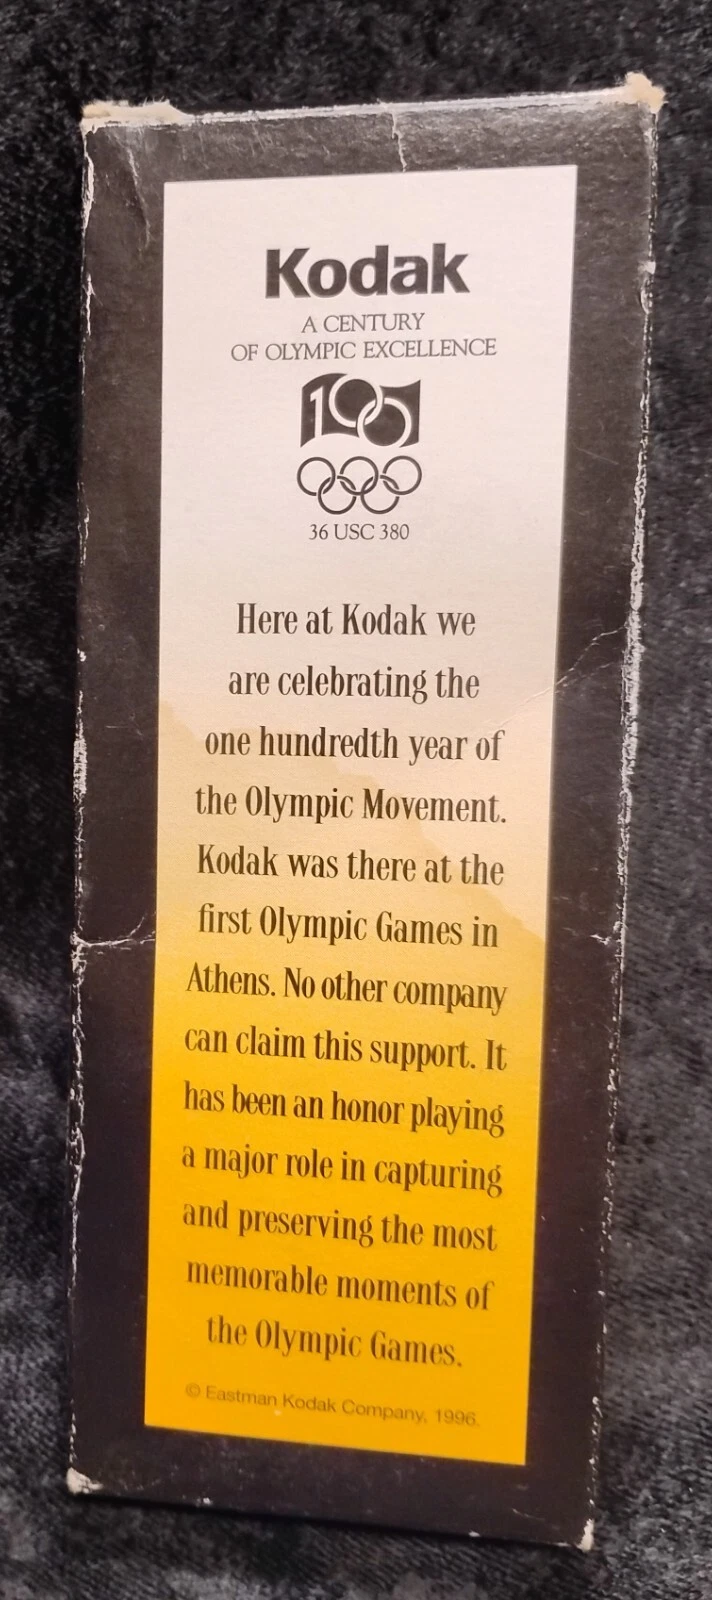 Kodak
A CENTURY
OF OLYMPIC EXCELLENCE
100
36 USC 380
Here at Kodak we
are celebrating the
one hundredth year of
the Olympic Movement.
Kodak was there at the
first Olympic Games in
Athens. No other company
can claim this support. It
has been an honor playing
a major role in capturing
and preserving the most
memorable moments of
the Olympic Games.
© Eastman Kodak Company, 1996.